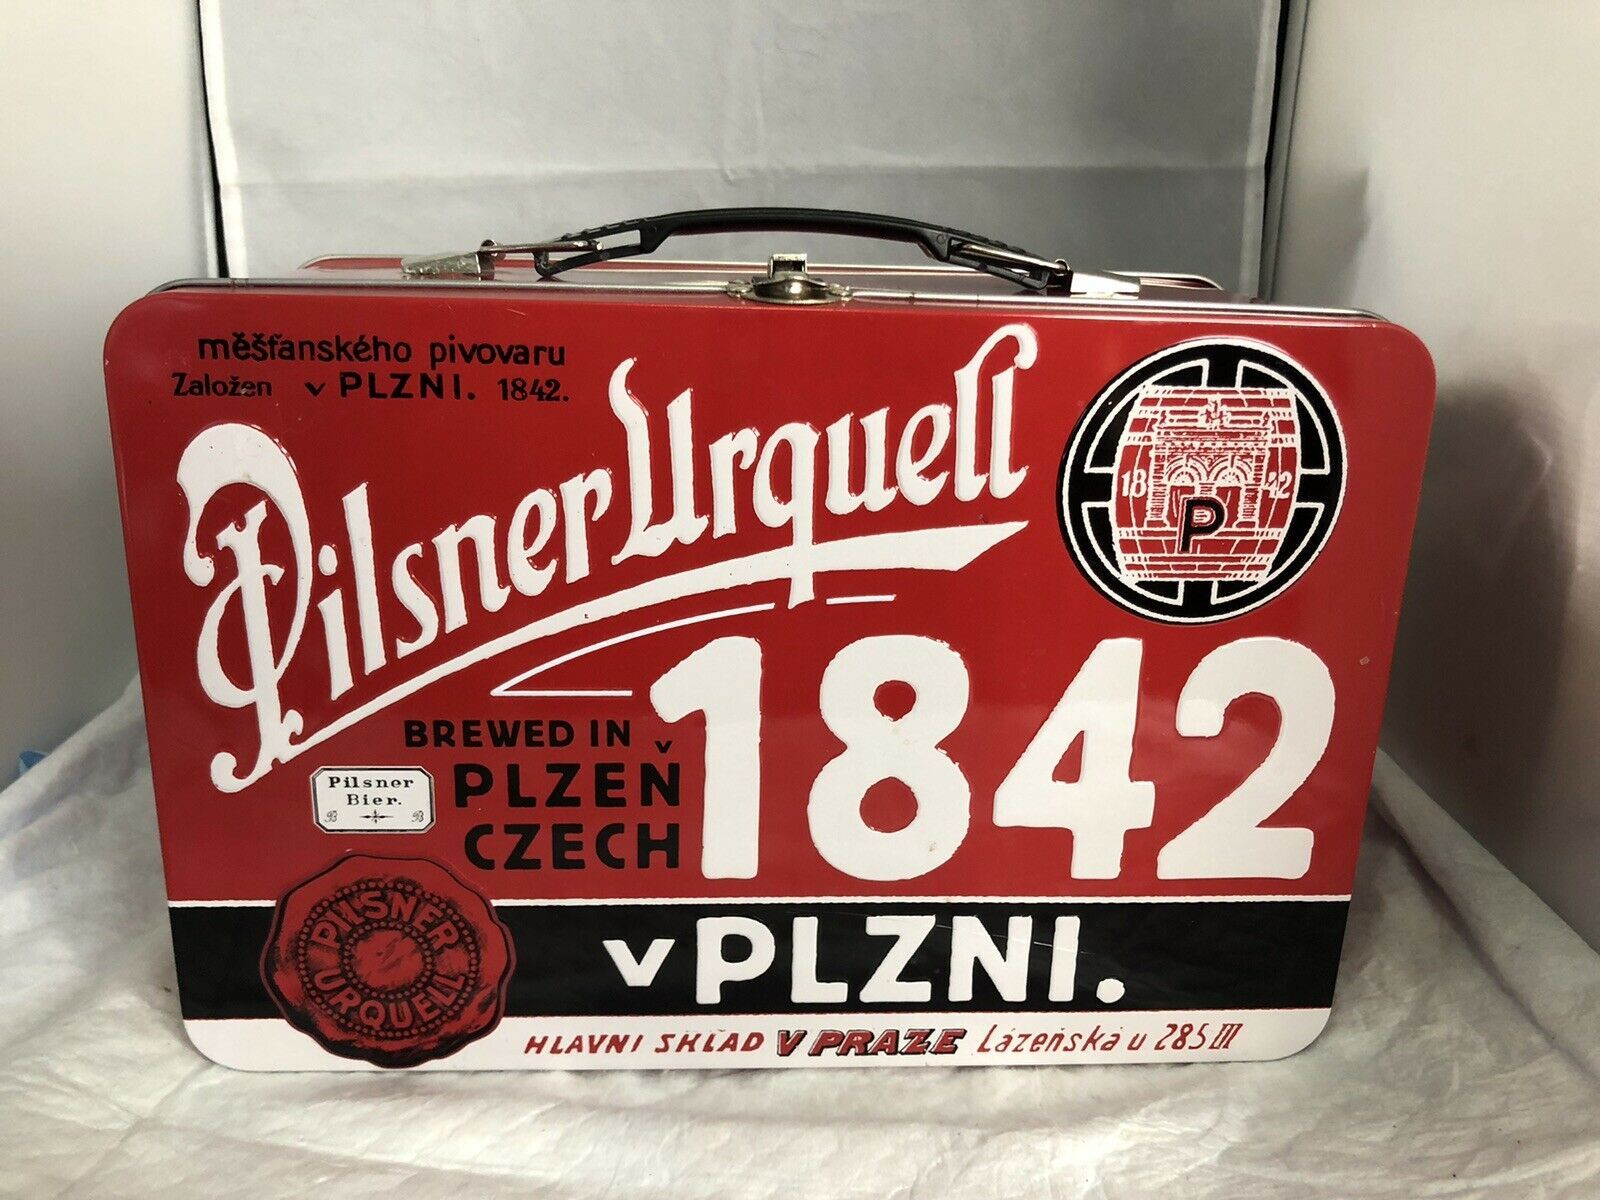 měšťanského pivovaru
Založen v PLZNI. 1842.
Pilsner Urquell
18 42
P
1842
BREWED IN
PLZEŇ
CZECH
Pilsner
Bier.
B B
v PLZNI.
PILSNER
URQUELL
HLAVNI SKŁAD V PRAZE Lázeňská u 285 III